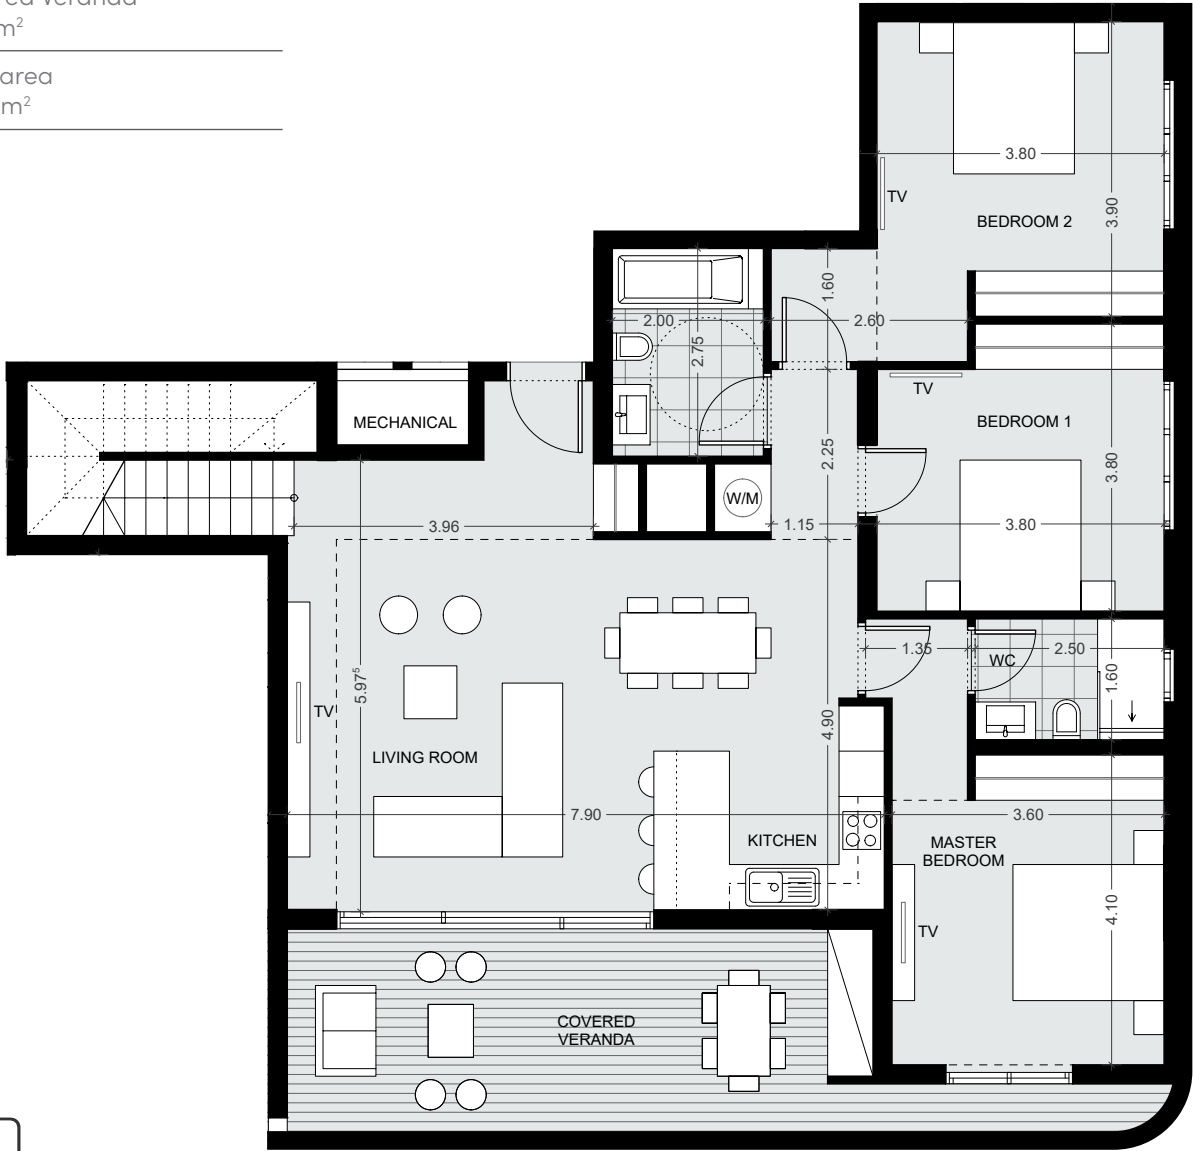 Veranda
m²
area
m²
3.80
TV
3.90
BEDROOM 2
1.60
2.00
2.60
2.75
TV
MECHANICAL
BEDROOM 1
2.25
3.80
W/M
3.96
1.15
3.80
1.35
WC
2.50
1.60
5.97⁵
TV
4.90
LIVING ROOM
7.90
3.60
KITCHEN
MASTER
BEDROOM
4.10
TV
COVERED
VERANDA